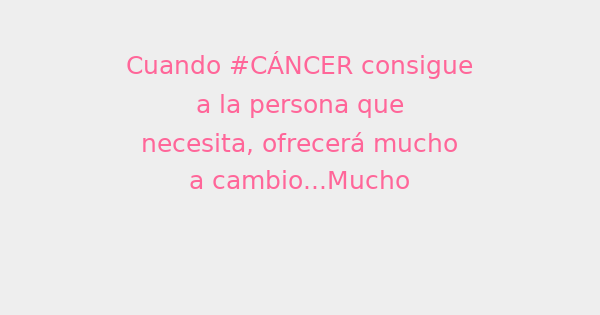 Cuando #CÁNCER consigue
a la persona que
necesita, ofrecerá mucho
a cambio...Mucho